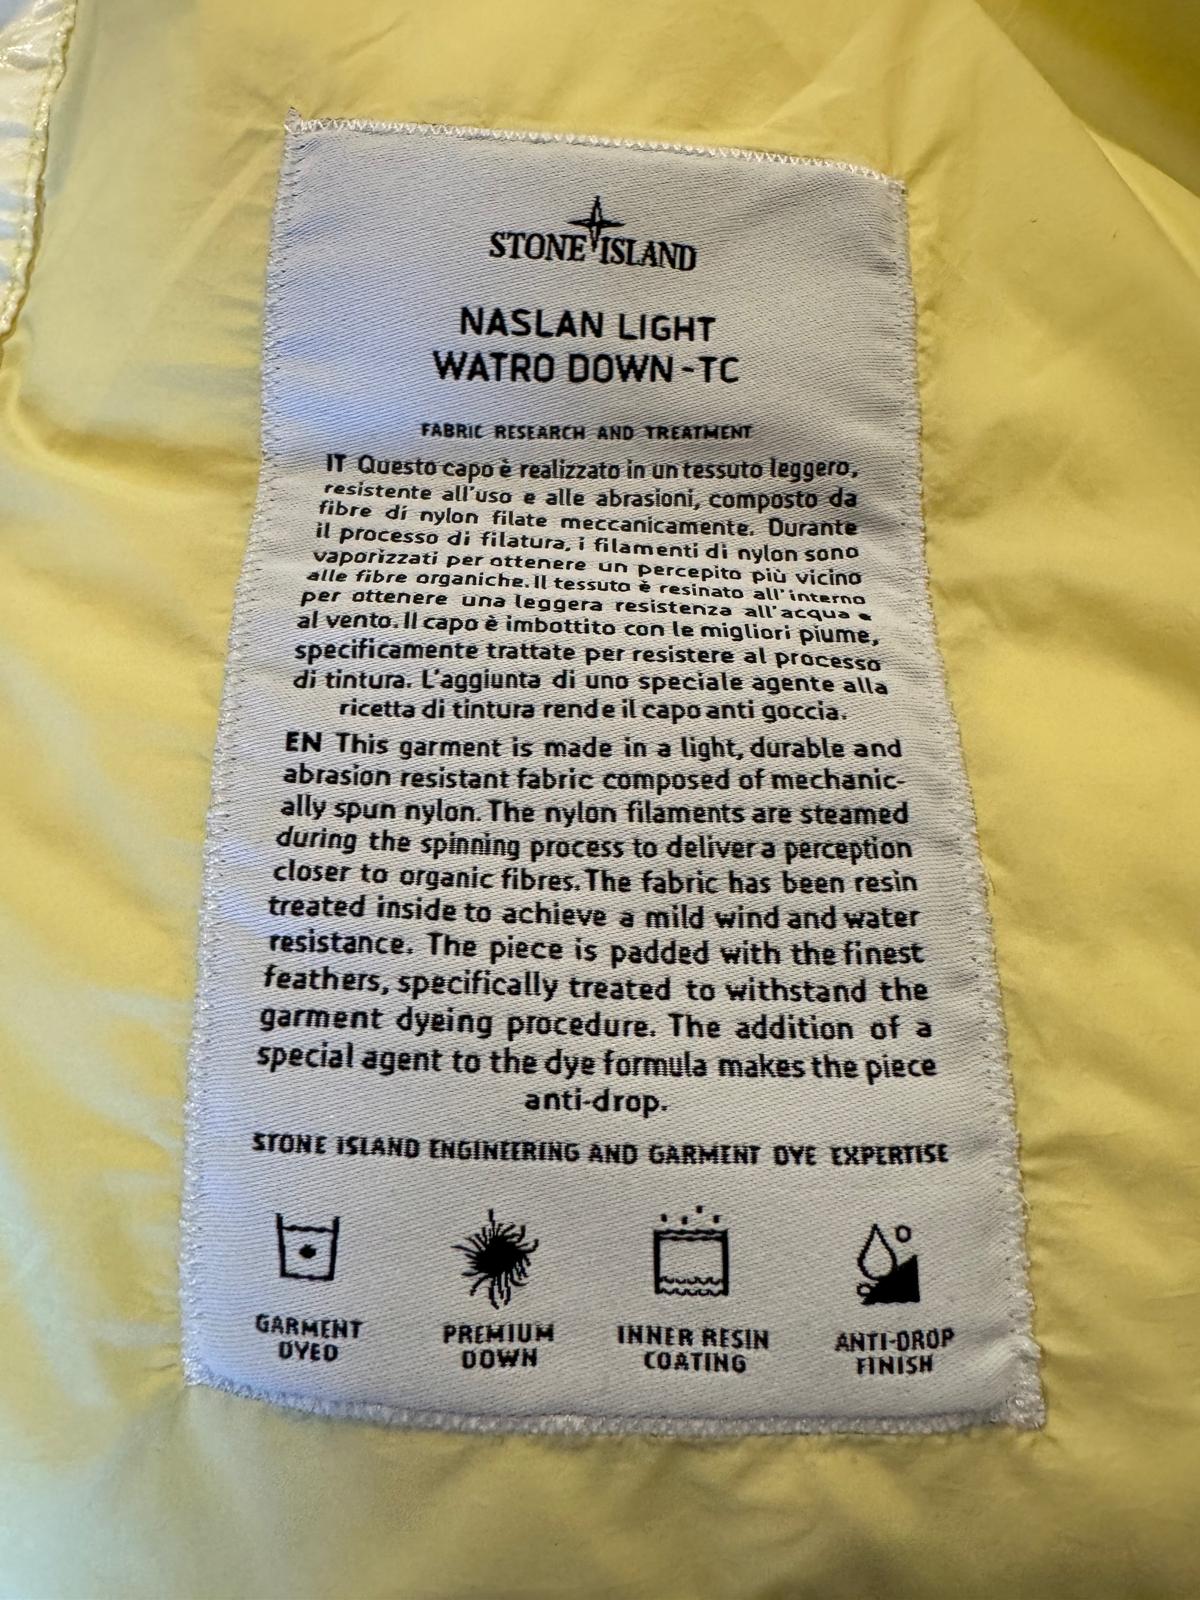 STONE ISLAND
NASLAN LIGHT
WATRO DOWN -TC
FABRIC RESEARCH AND TREATMENT
IT Questo capo è realizzato in un tessuto leggero,
resistente all'uso e alle abrasioni, composto da
fibre di nylon filate meccanicamente. Durante
il processo di filatura, i filamenti di nylon sono
vaporizzati per ottenere un percepito più vicino
alle fibre organiche. Il tessuto è resinato all'interno
per ottenere una leggera resistenza all'acqua e
al vento. Il capo è imbottito con le migliori piume,
specificamente trattate per resistere al processo
di tintura. L'aggiunta di uno speciale agente alla
ricetta di tintura rende il capo anti goccia.
EN This garment is made in a light, durable and
abrasion resistant fabric composed of mechanic-
ally spun nylon. The nylon filaments are steamed
during the spinning process to deliver a perception
closer to organic fibres. The fabric has been resin
treated inside to achieve a mild wind and water
resistance. The piece is padded with the finest
feathers, specifically treated to withstand the
garment dyeing procedure. The addition of a
special agent to the dye formula makes the piece
anti-drop.
STONE ISLAND ENGINEERING AND GARMENT DYE EXPERTISE
GARMENT
DYED
PREMIUM
DOWN
INNER RESIN
COATING
ANTI-DROP
FINISH